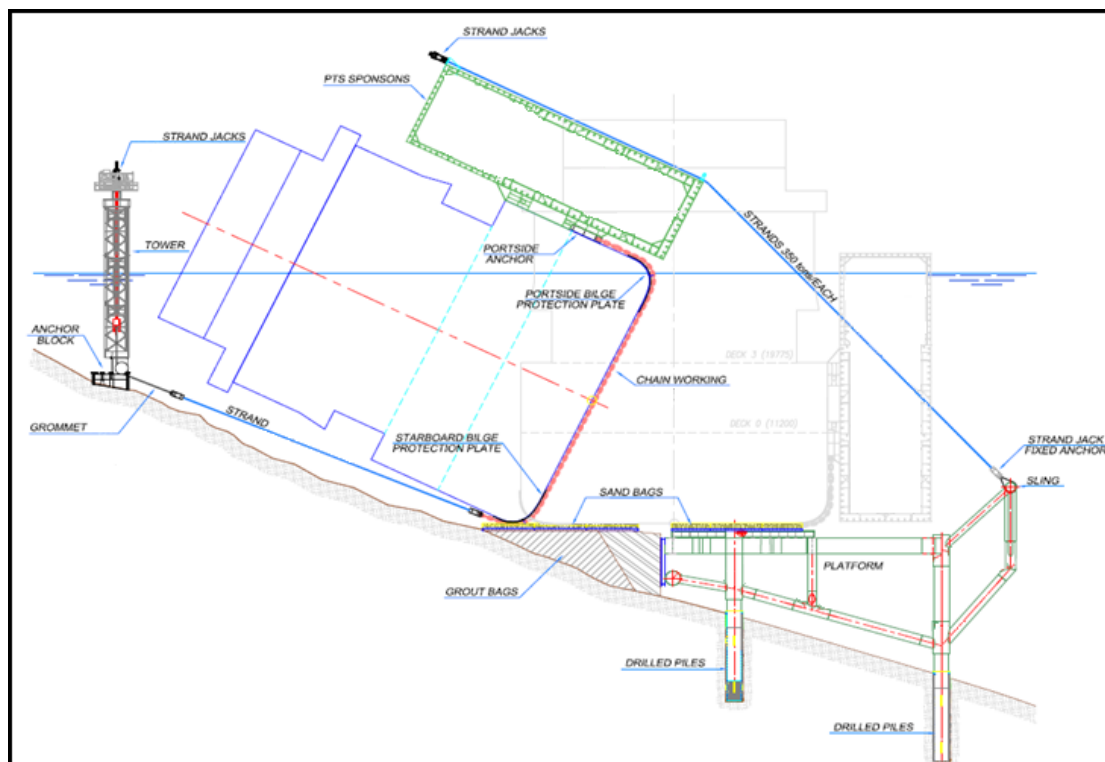 STRAND JACKS
PTS SPONSONS
STRAND JACKS
TOWER
PORTSIDE
ANCHOR
STRANDS 350 tons/EACH
PORTSIDE BILGE
PROTECTION PLATE
ANCHOR
BLOCK
DECK 3 (18775)
CHAIN WORKING
GROMMET
STRAND
DECK 0 (11200)
STARBOARD BILGE
PROTECTION PLATE
STRAND JACK
FIXED ANCHOR
SLING
SAND BAGS
PLATFORM
GROUT BAGS
DRILLED PILES
DRILLED PILES